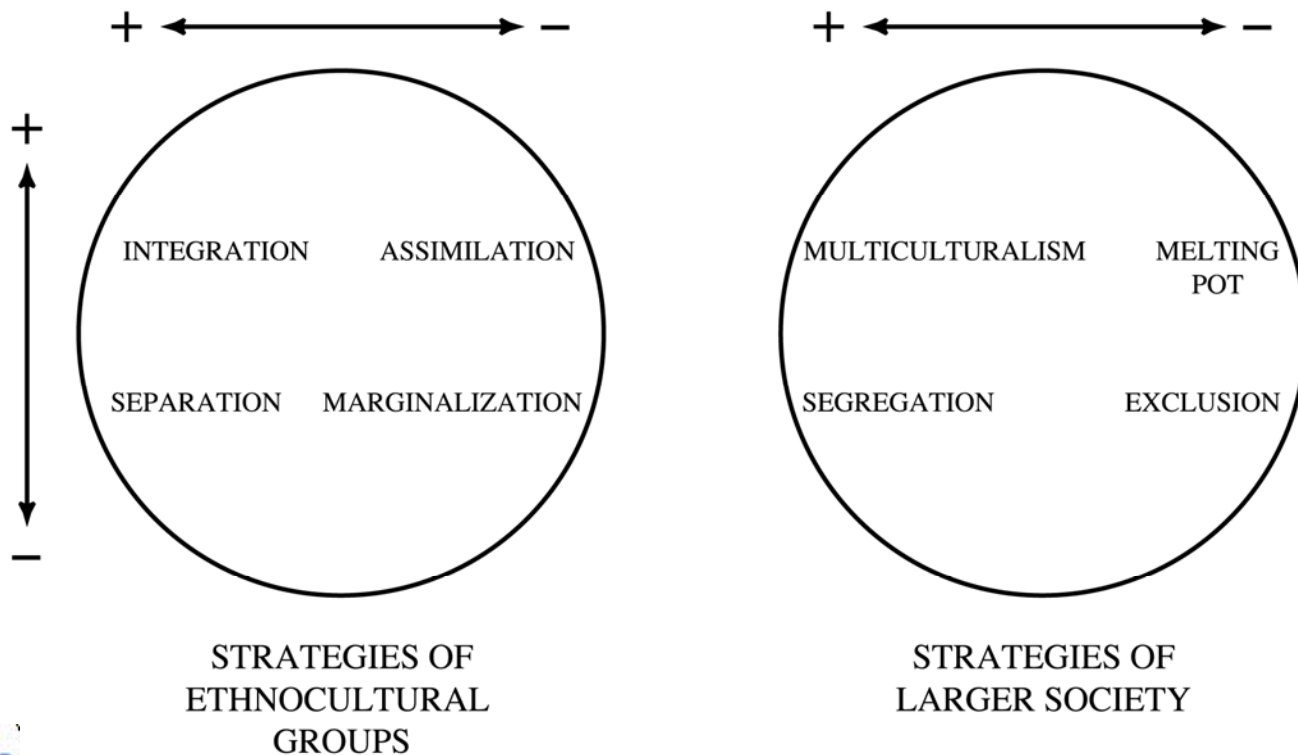 + −
+ −
+
−
INTEGRATION ASSIMILATION
SEPARATION MARGINALIZATION
STRATEGIES OF
ETHNOCULTURAL
GROUPS
MULTICULTURALISM MELTING
POT
SEGREGATION EXCLUSION
STRATEGIES OF
LARGER SOCIETY